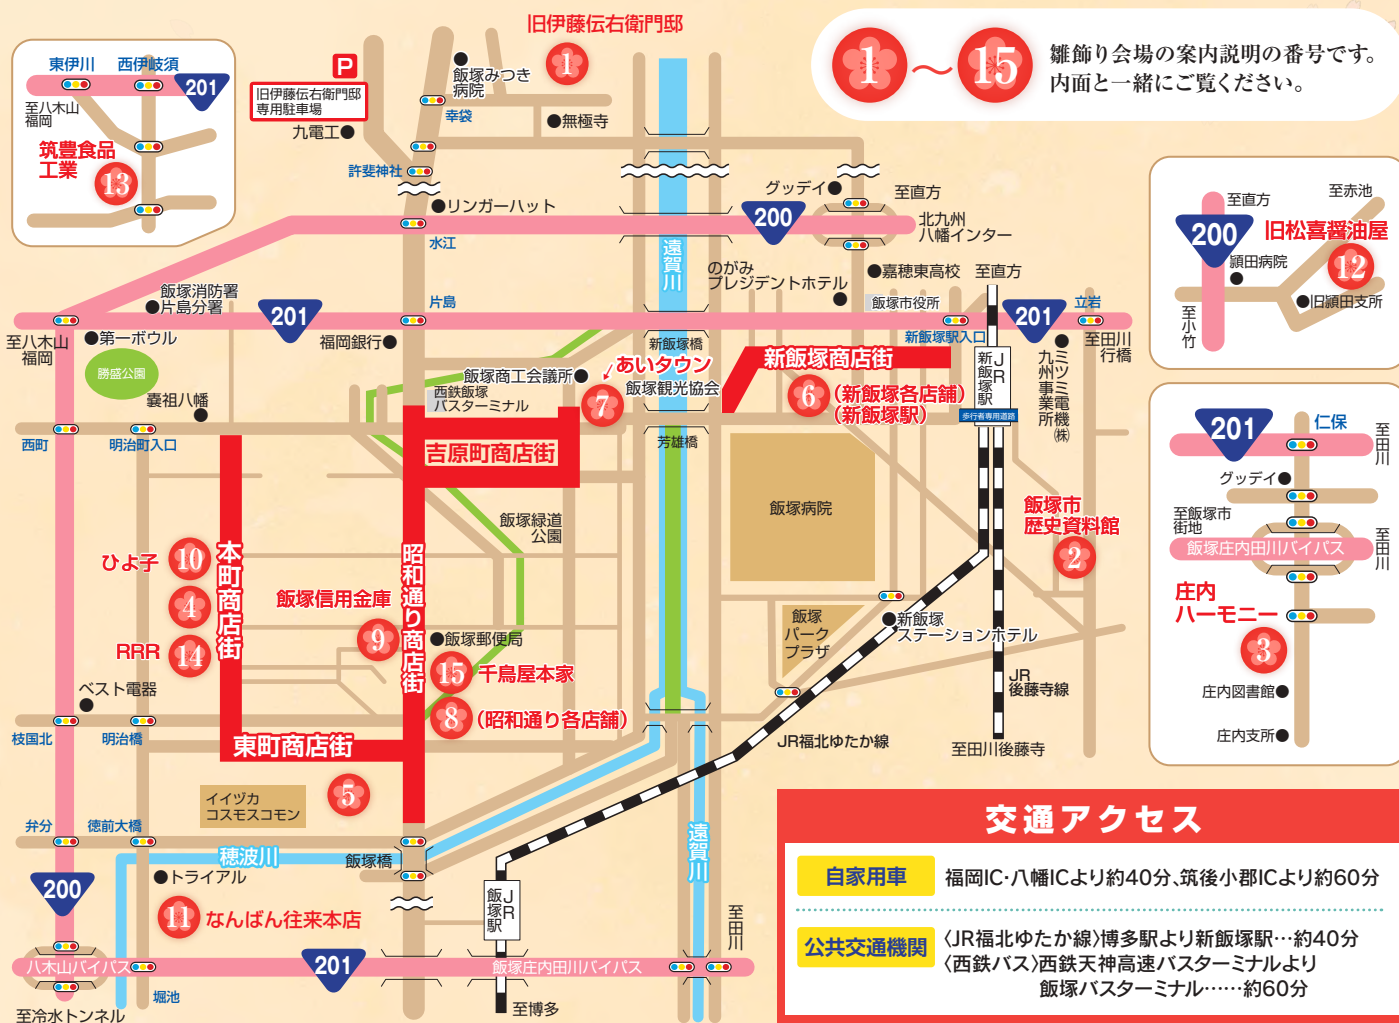 1～15
雛飾り会場の案内説明の番号です。
内面と一緒にご覧ください。
東伊川
西伊岐須
201
至八木山
福岡
筑豊食品
工業
13
旧伊藤伝右衛門邸
1
P
旧伊藤伝右衛門邸
専用駐車場
九電工●
●
飯塚みつき
病院
幸袋
●無極寺
許斐神社
●リンガーハット
水江
グッデイ●
至直方
200
北九州
八幡インター
遠賀川
のがみ
プレジデントホテル
●
●嘉穂東高校
至直方
飯塚市役所
新飯塚駅入口
201
立岩
至田川
行橋
飯塚消防署
●片島分署
201
片島
福岡銀行●
至八木山
福岡
●第一ボウル
勝盛公園
嚢祖八幡
●
西町
明治町入口
飯塚商工会議所●
西鉄飯塚
バスターミナル
あいタウン
7
新飯塚橋
飯塚観光協会
芳雄橋
新飯塚商店街
6
(新飯塚各店舗)
(新飯塚駅)
JR
新飯塚駅
歩行者専用道路
●ミツミ電機㈱
九州事業所
吉原町商店街
飯塚緑道
公園
飯塚病院
飯塚市
歴史資料館
2
ひよ子
10
4
RRR
14
本町商店街
昭和通り商店街
飯塚信用金庫
9
●飯塚郵便局
15
千鳥屋本家
8
(昭和通り各店舗)
飯塚
パーク
プラザ
●新飯塚
ステーションホテル
JR
後藤寺線
JR福北ゆたか線
至田川後藤寺
ベスト電器
●
枝国北
明治橋
東町商店街
5
イイヅカ
コスモスコモン
弁分
徳前大橋
穂波川
飯塚橋
遠賀川
200
●トライアル
11
なんばん往来本店
JR
飯塚駅
至田川
八木山バイパス
201
飯塚庄内田川バイパス
堀池
至冷水トンネル
至博多
至直方
至赤池
200
旧松喜醤油屋
12
頴田病院
●
●旧頴田支所
至小竹
201
仁保
至田川
グッデイ●
至飯塚市
街地
飯塚庄内田川バイパス
至田川
庄内
ハーモニー
3
庄内図書館●
庄内支所●
交通アクセス
自家用車 福岡IC・八幡ICより約40分、筑後小郡ICより約60分
公共交通機関 〈JR福北ゆたか線〉博多駅より新飯塚駅…約40分
〈西鉄バス〉西鉄天神高速バスターミナルより
飯塚バスターミナル……約60分